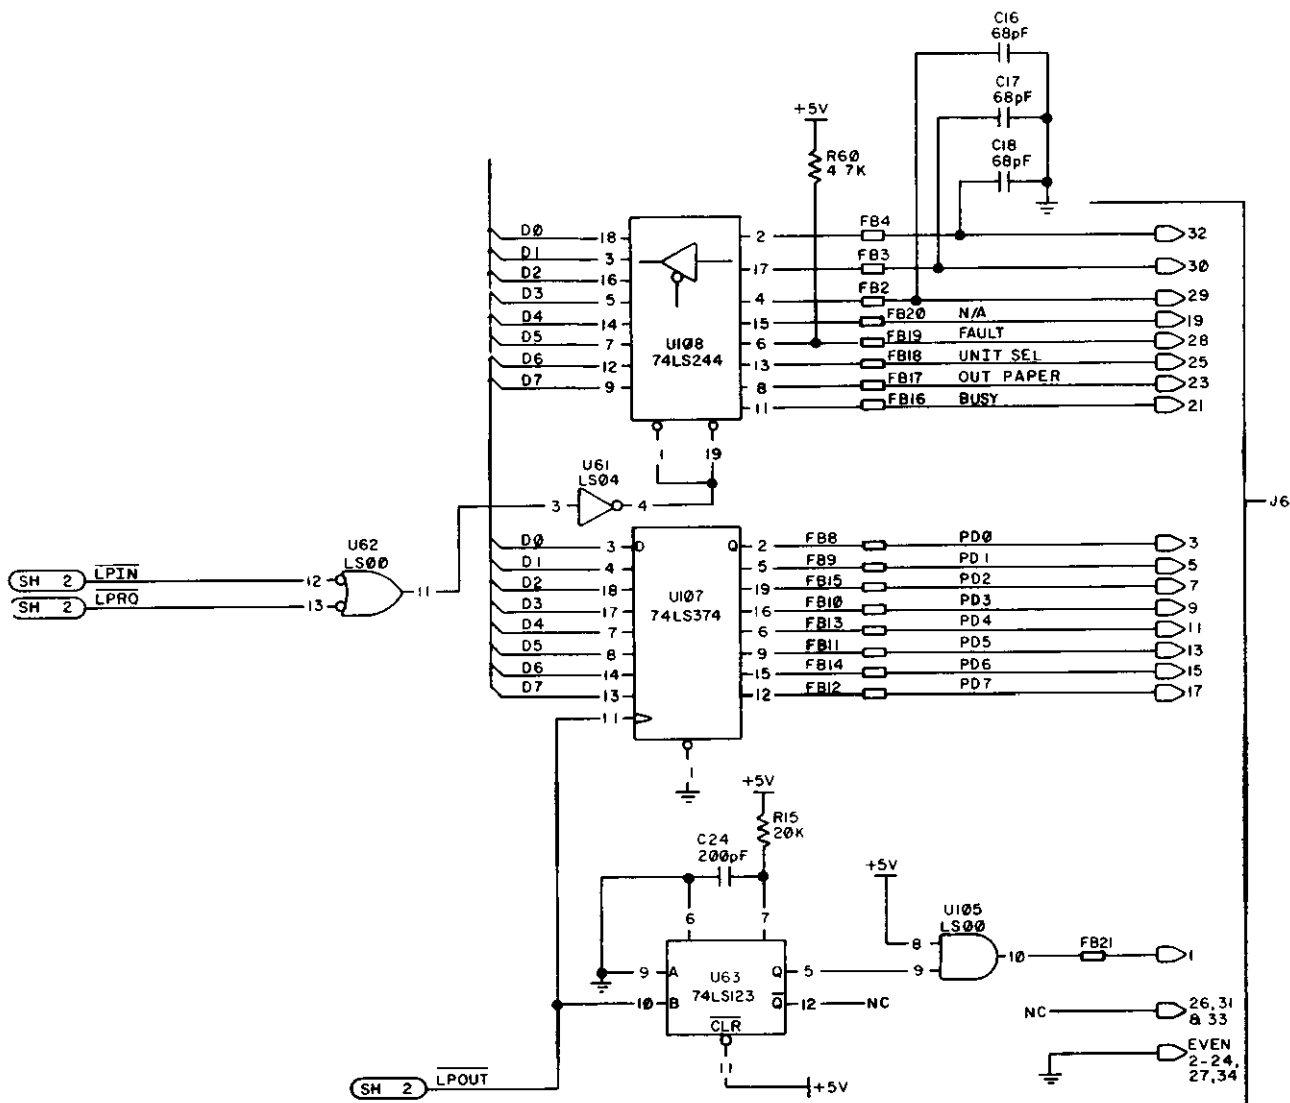 C16
68pF
C17
68pF
+5V
C18
68pF
R60
4 7K
D0 18 2 FB4 32
D1 3 17 FB3 30
D2 16 4 FB2 29
D3 5 15 FB20 N/A 19
D4 14 6 FB19 FAULT 28
D5 7 13 FB18 UNIT SEL 25
D6 12 8 FB17 OUT PAPER 23
D7 9 11 FB16 BUSY 21
U108
74LS244
1 19
U61
LS04
3 4
J6
U62
LS00
SH 2 LPIN 12
SH 2 LPRQ 13
11
D0 3 D Q 2 FB8 PD0 3
D1 4 5 FB9 PD1 5
D2 18 19 FB15 PD2 7
D3 17 16 FB10 PD3 9
D4 7 6 FB13 PD4 11
D5 8 9 FB11 PD5 13
D6 14 15 FB14 PD6 15
D7 13 12 FB12 PD7 17
U107
74LS374
11
1
+5V
R15
20K
C24
200pF
6 7
+5V
U105
LS00
8
9
10 FB21 1
9 A U63 Q 5
74LS123
10 B Q 12 NC
CLR
11
+5V
NC 26,31
& 33
EVEN
2-24,
27,34
SH 2 LPOUT